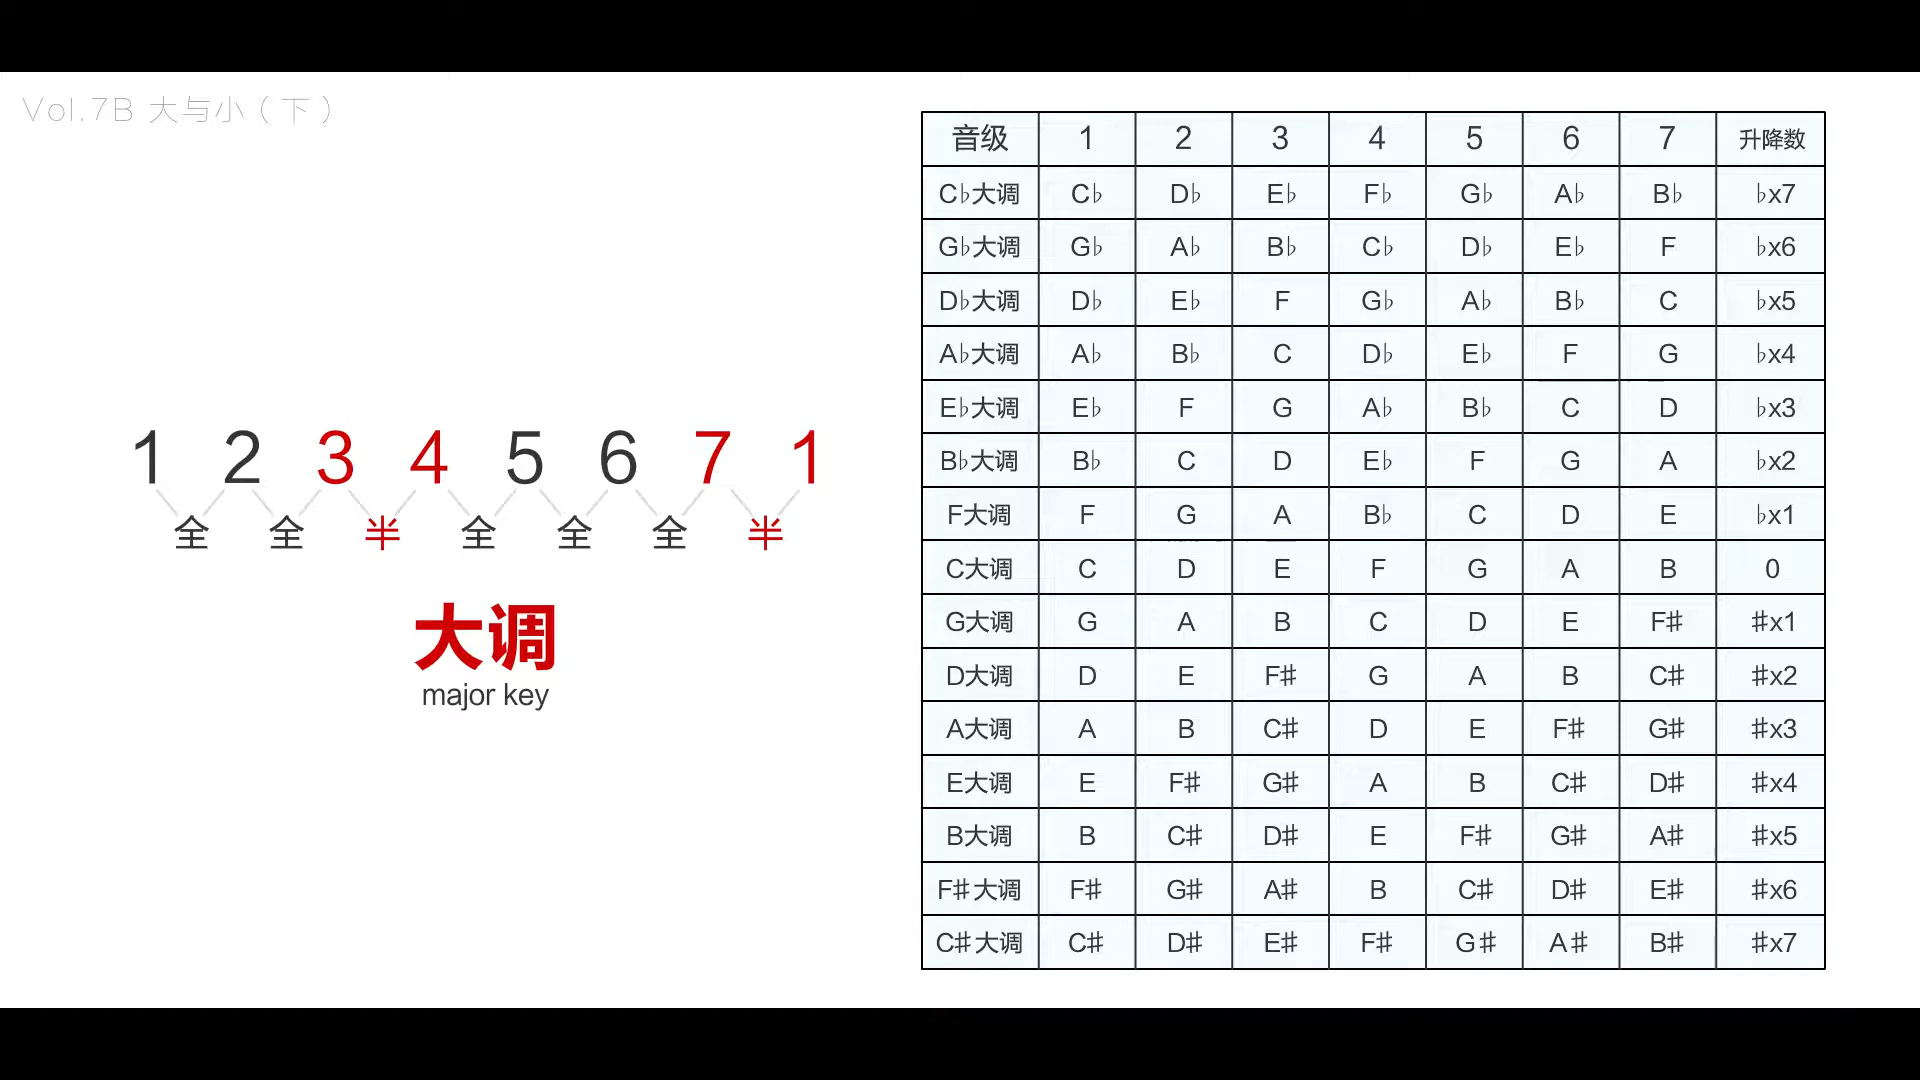 Vol.7B 大与小（下）
1 2 3 4 5 6 7 1
全 全 半 全 全 全 半
大调
major key
音级 1 2 3 4 5 6 7 升降数
C♭大调 C♭ D♭ E♭ F♭ G♭ A♭ B♭ ♭x7
G♭大调 G♭ A♭ B♭ C♭ D♭ E♭ F ♭x6
D♭大调 D♭ E♭ F G♭ A♭ B♭ C ♭x5
A♭大调 A♭ B♭ C D♭ E♭ F G ♭x4
E♭大调 E♭ F G A♭ B♭ C D ♭x3
B♭大调 B♭ C D E♭ F G A ♭x2
F大调 F G A B♭ C D E ♭x1
C大调 C D E F G A B 0
G大调 G A B C D E F♯ ♯x1
D大调 D E F♯ G A B C♯ ♯x2
A大调 A B C♯ D E F♯ G♯ ♯x3
E大调 E F♯ G♯ A B C♯ D♯ ♯x4
B大调 B C♯ D♯ E F♯ G♯ A♯ ♯x5
F♯大调 F♯ G♯ A♯ B C♯ D♯ E♯ ♯x6
C♯大调 C♯ D♯ E♯ F♯ G♯ A♯ B♯ ♯x7